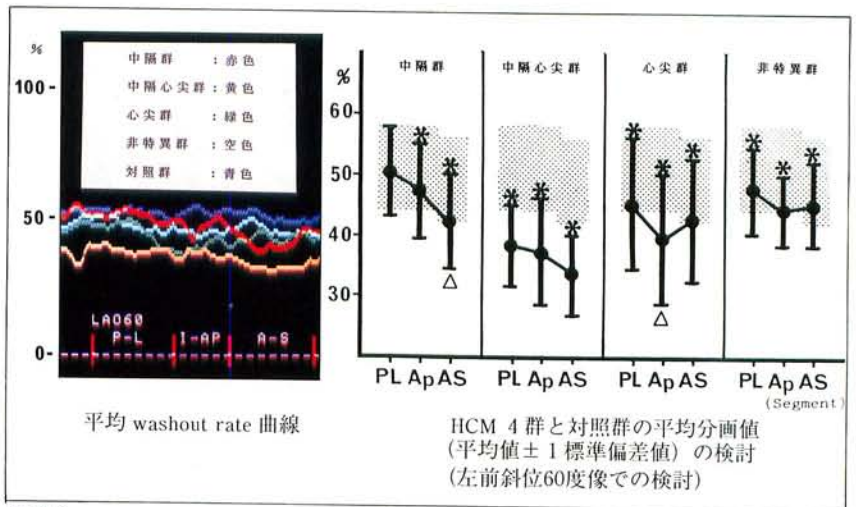 %
100-
中隔群 : 赤色
中隔心尖群 : 黄色
心尖群 : 緑色
非特異群 : 空色
対照群 : 青色
50-
0-
LAO60
P-L I-AP A-S
平均 washout rate 曲線
%
60
50
40
30
中隔群 中隔心尖群 心尖群 非特異群
* * * * * * * * * * *
△ △
PL Ap AS PL Ap AS PL Ap AS PL Ap AS
(Segment)
HCM 4群と対照群の平均分画値
(平均値±1標準偏差値)の検討
(左前斜位60度像での検討)